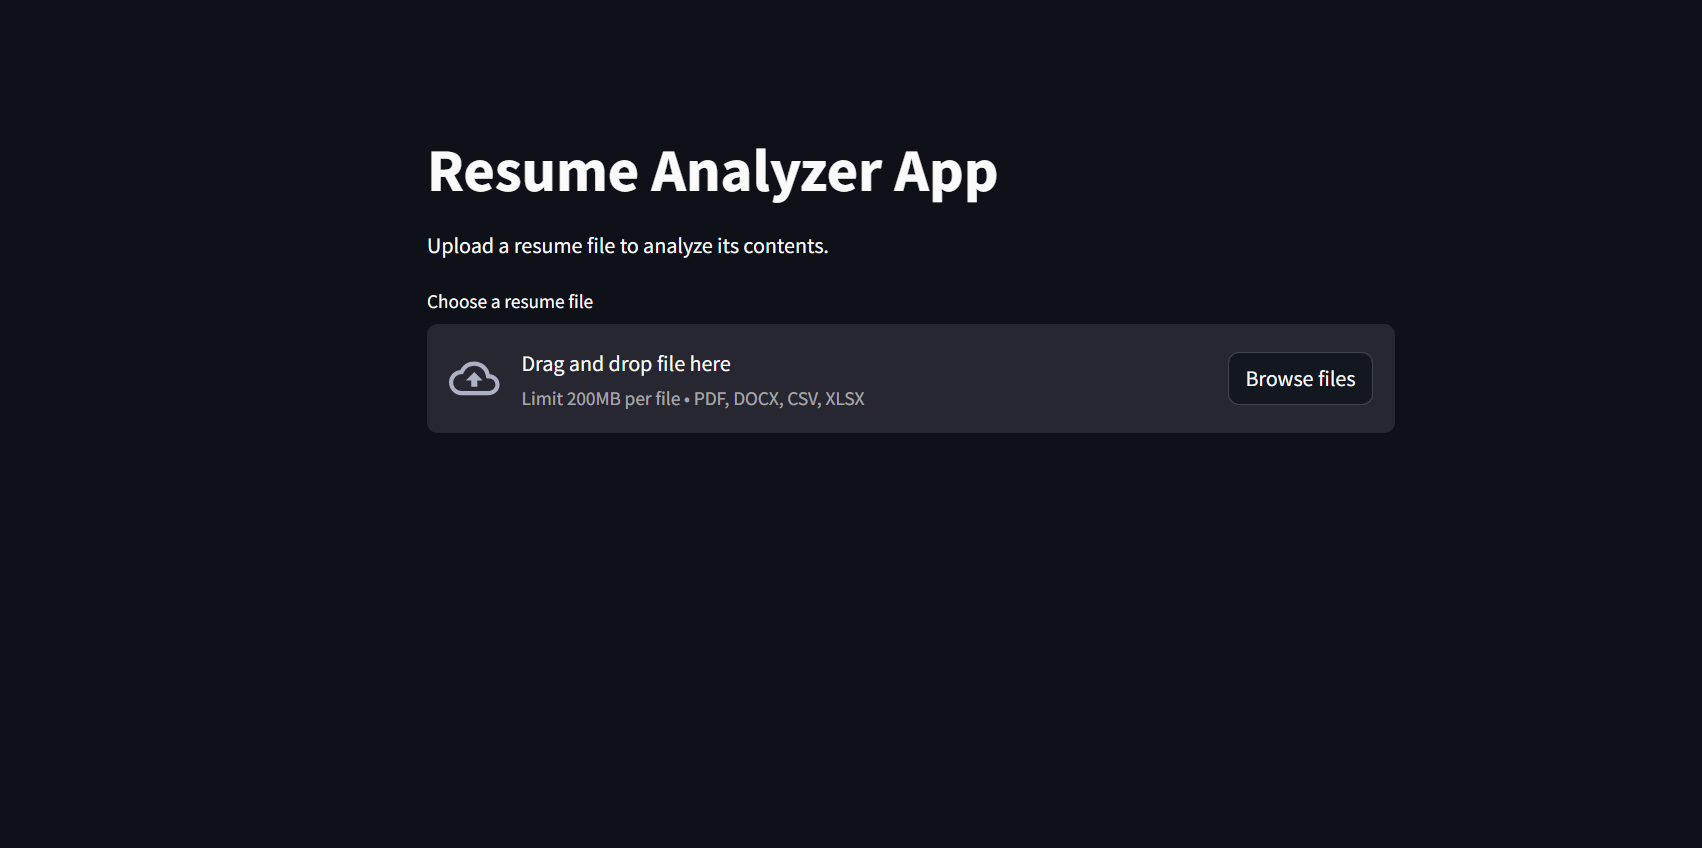 Resume Analyzer App
Upload a resume file to analyze its contents.
Choose a resume file
Drag and drop file here
Limit 200MB per file • PDF, DOCX, CSV, XLSX
Browse files